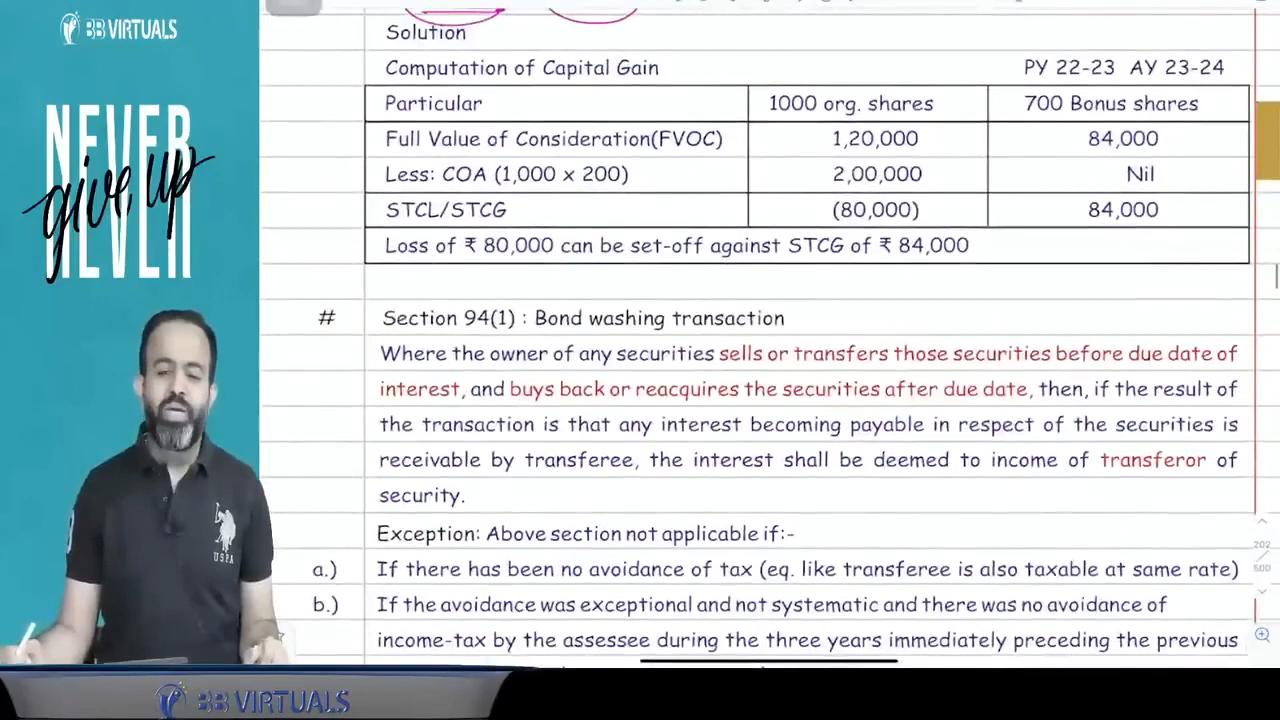 BB VIRTUALS
NEVER
give up
NEVER
USPA
Solution
Computation of Capital Gain PY 22-23 AY 23-24
Particular 1000 org. shares 700 Bonus shares
Full Value of Consideration(FVOC) 1,20,000 84,000
Less: COA (1,000 x 200) 2,00,000 Nil
STCL/STCG (80,000) 84,000
Loss of ₹ 80,000 can be set-off against STCG of ₹ 84,000
# Section 94(1) : Bond washing transaction
Where the owner of any securities sells or transfers those securities before due date of
interest, and buys back or reacquires the securities after due date, then, if the result of
the transaction is that any interest becoming payable in respect of the securities is
receivable by transferee, the interest shall be deemed to income of transferor of
security.
Exception: Above section not applicable if:-
a.) If there has been no avoidance of tax (eq. like transferee is also taxable at same rate)
b.) If the avoidance was exceptional and not systematic and there was no avoidance of
income-tax by the assessee during the three years immediately preceding the previous
202
500
BB VIRTUALS